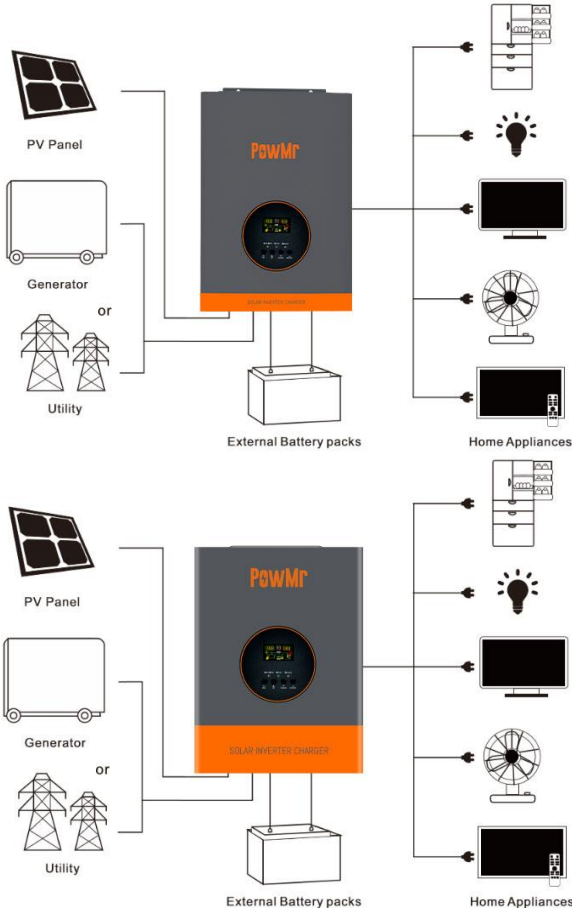 PowMr
PV Panel
SOLAR INVERTER CHARGER
Generator
or
Utility
External Battery packs
Home Appliances
PowMr
PV Panel
Generator
SOLAR INVERTER CHARGER
or
Utility
External Battery packs
Home Appliances